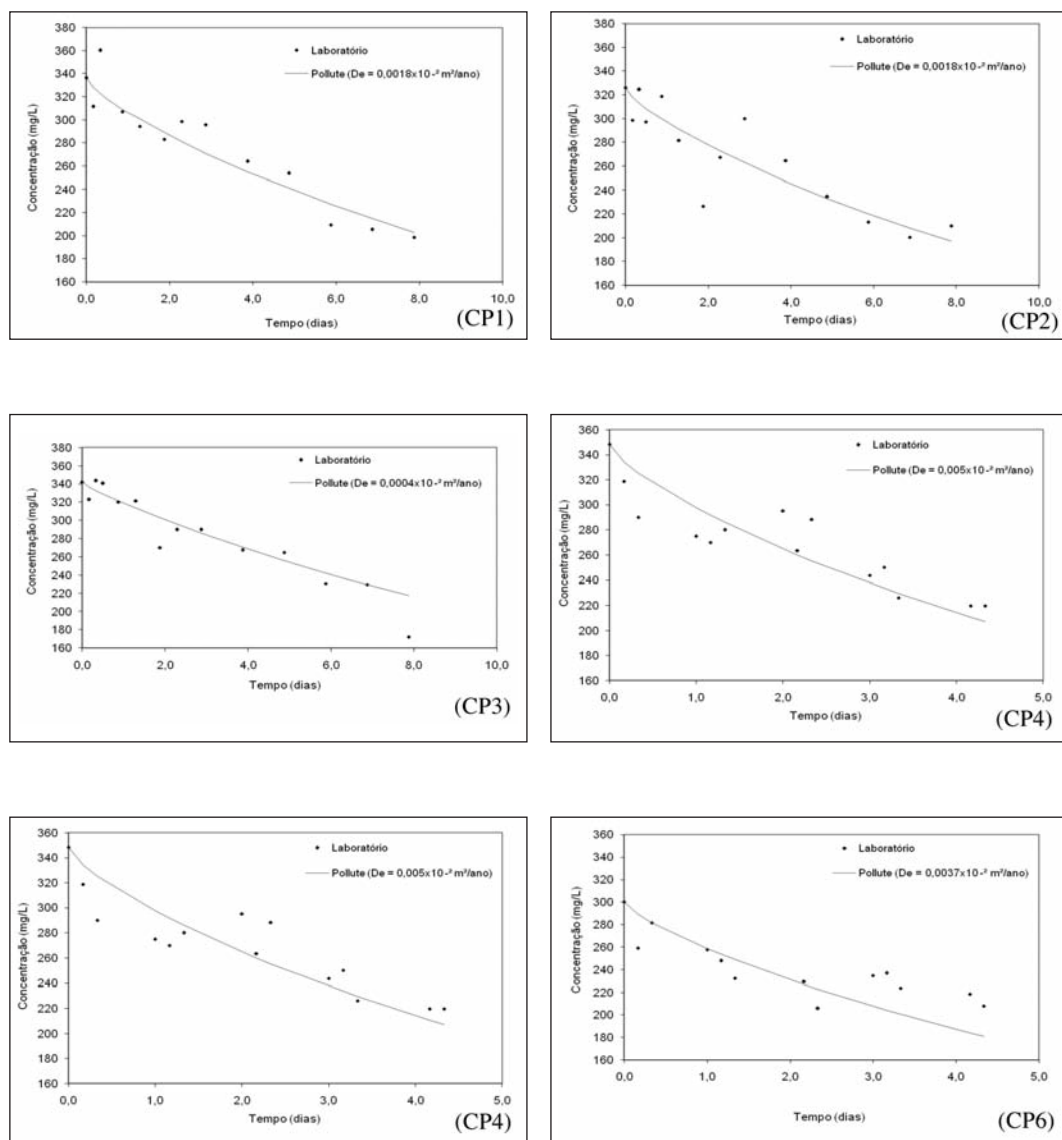 380
360
340
320
300
280
260
240
220
200
180
160
Concentração (mg/L)
Laboratório
Pollute (De = 0,0018x10⁻² m²/ano)
0,0 2,0 4,0 6,0 8,0 10,0
Tempo (dias)
(CP1)
380
360
340
320
300
280
260
240
220
200
180
160
Concentração (mg/L)
Laboratório
Pollute (De = 0,0018x10⁻² m²/ano)
0,0 2,0 4,0 6,0 8,0 10,0
Tempo (dias)
(CP2)
380
360
340
320
300
280
260
240
220
200
180
160
Concentração (mg/L)
Laboratório
Pollute (De = 0,0004x10⁻² m²/ano)
0,0 2,0 4,0 6,0 8,0 10,0
Tempo (dias)
(CP3)
360
340
320
300
280
260
240
220
200
180
160
Concentração (mg/L)
Laboratório
Pollute (De = 0,005x10⁻² m²/ano)
0,0 1,0 2,0 3,0 4,0 5,0
Tempo (dias)
(CP4)
360
340
320
300
280
260
240
220
200
180
160
Concentração (mg/L)
Laboratório
Pollute (De = 0,005x10⁻² m²/ano)
0,0 1,0 2,0 3,0 4,0 5,0
Tempo (dias)
(CP4)
360
340
320
300
280
260
240
220
200
180
160
Concentração (mg/L)
Laboratório
Pollute (De = 0,0037x10⁻² m²/ano)
0,0 1,0 2,0 3,0 4,0 5,0
Tempo (dias)
(CP6)